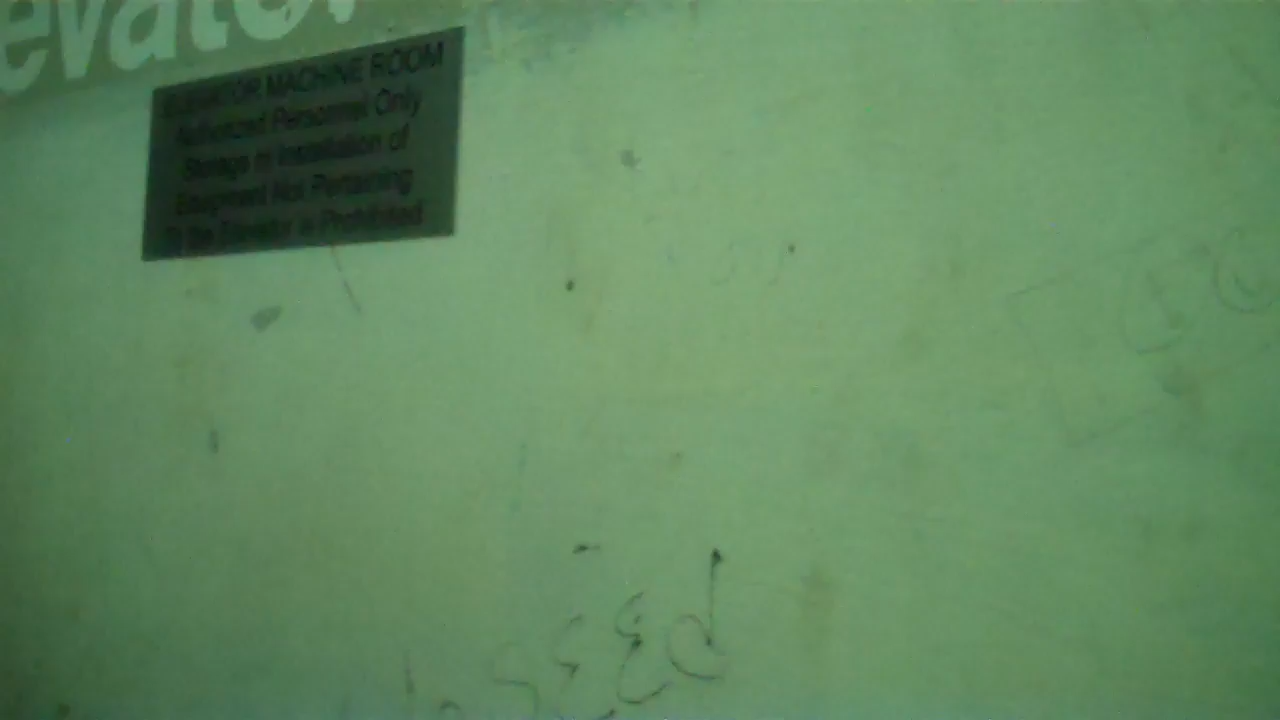 evator
ELEVATOR MACHINE ROOM
Authorized Personnel Only
Storage or Installation of
Equipment Not Pertaining
To the Elevator is Prohibited